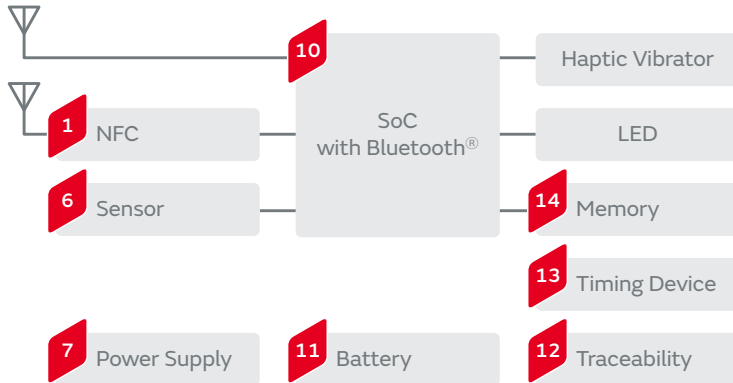 10
Haptic Vibrator
1
NFC
SoC
with Bluetooth®
LED
6
Sensor
14
Memory
13
Timing Device
7
Power Supply
11
Battery
12
Traceability